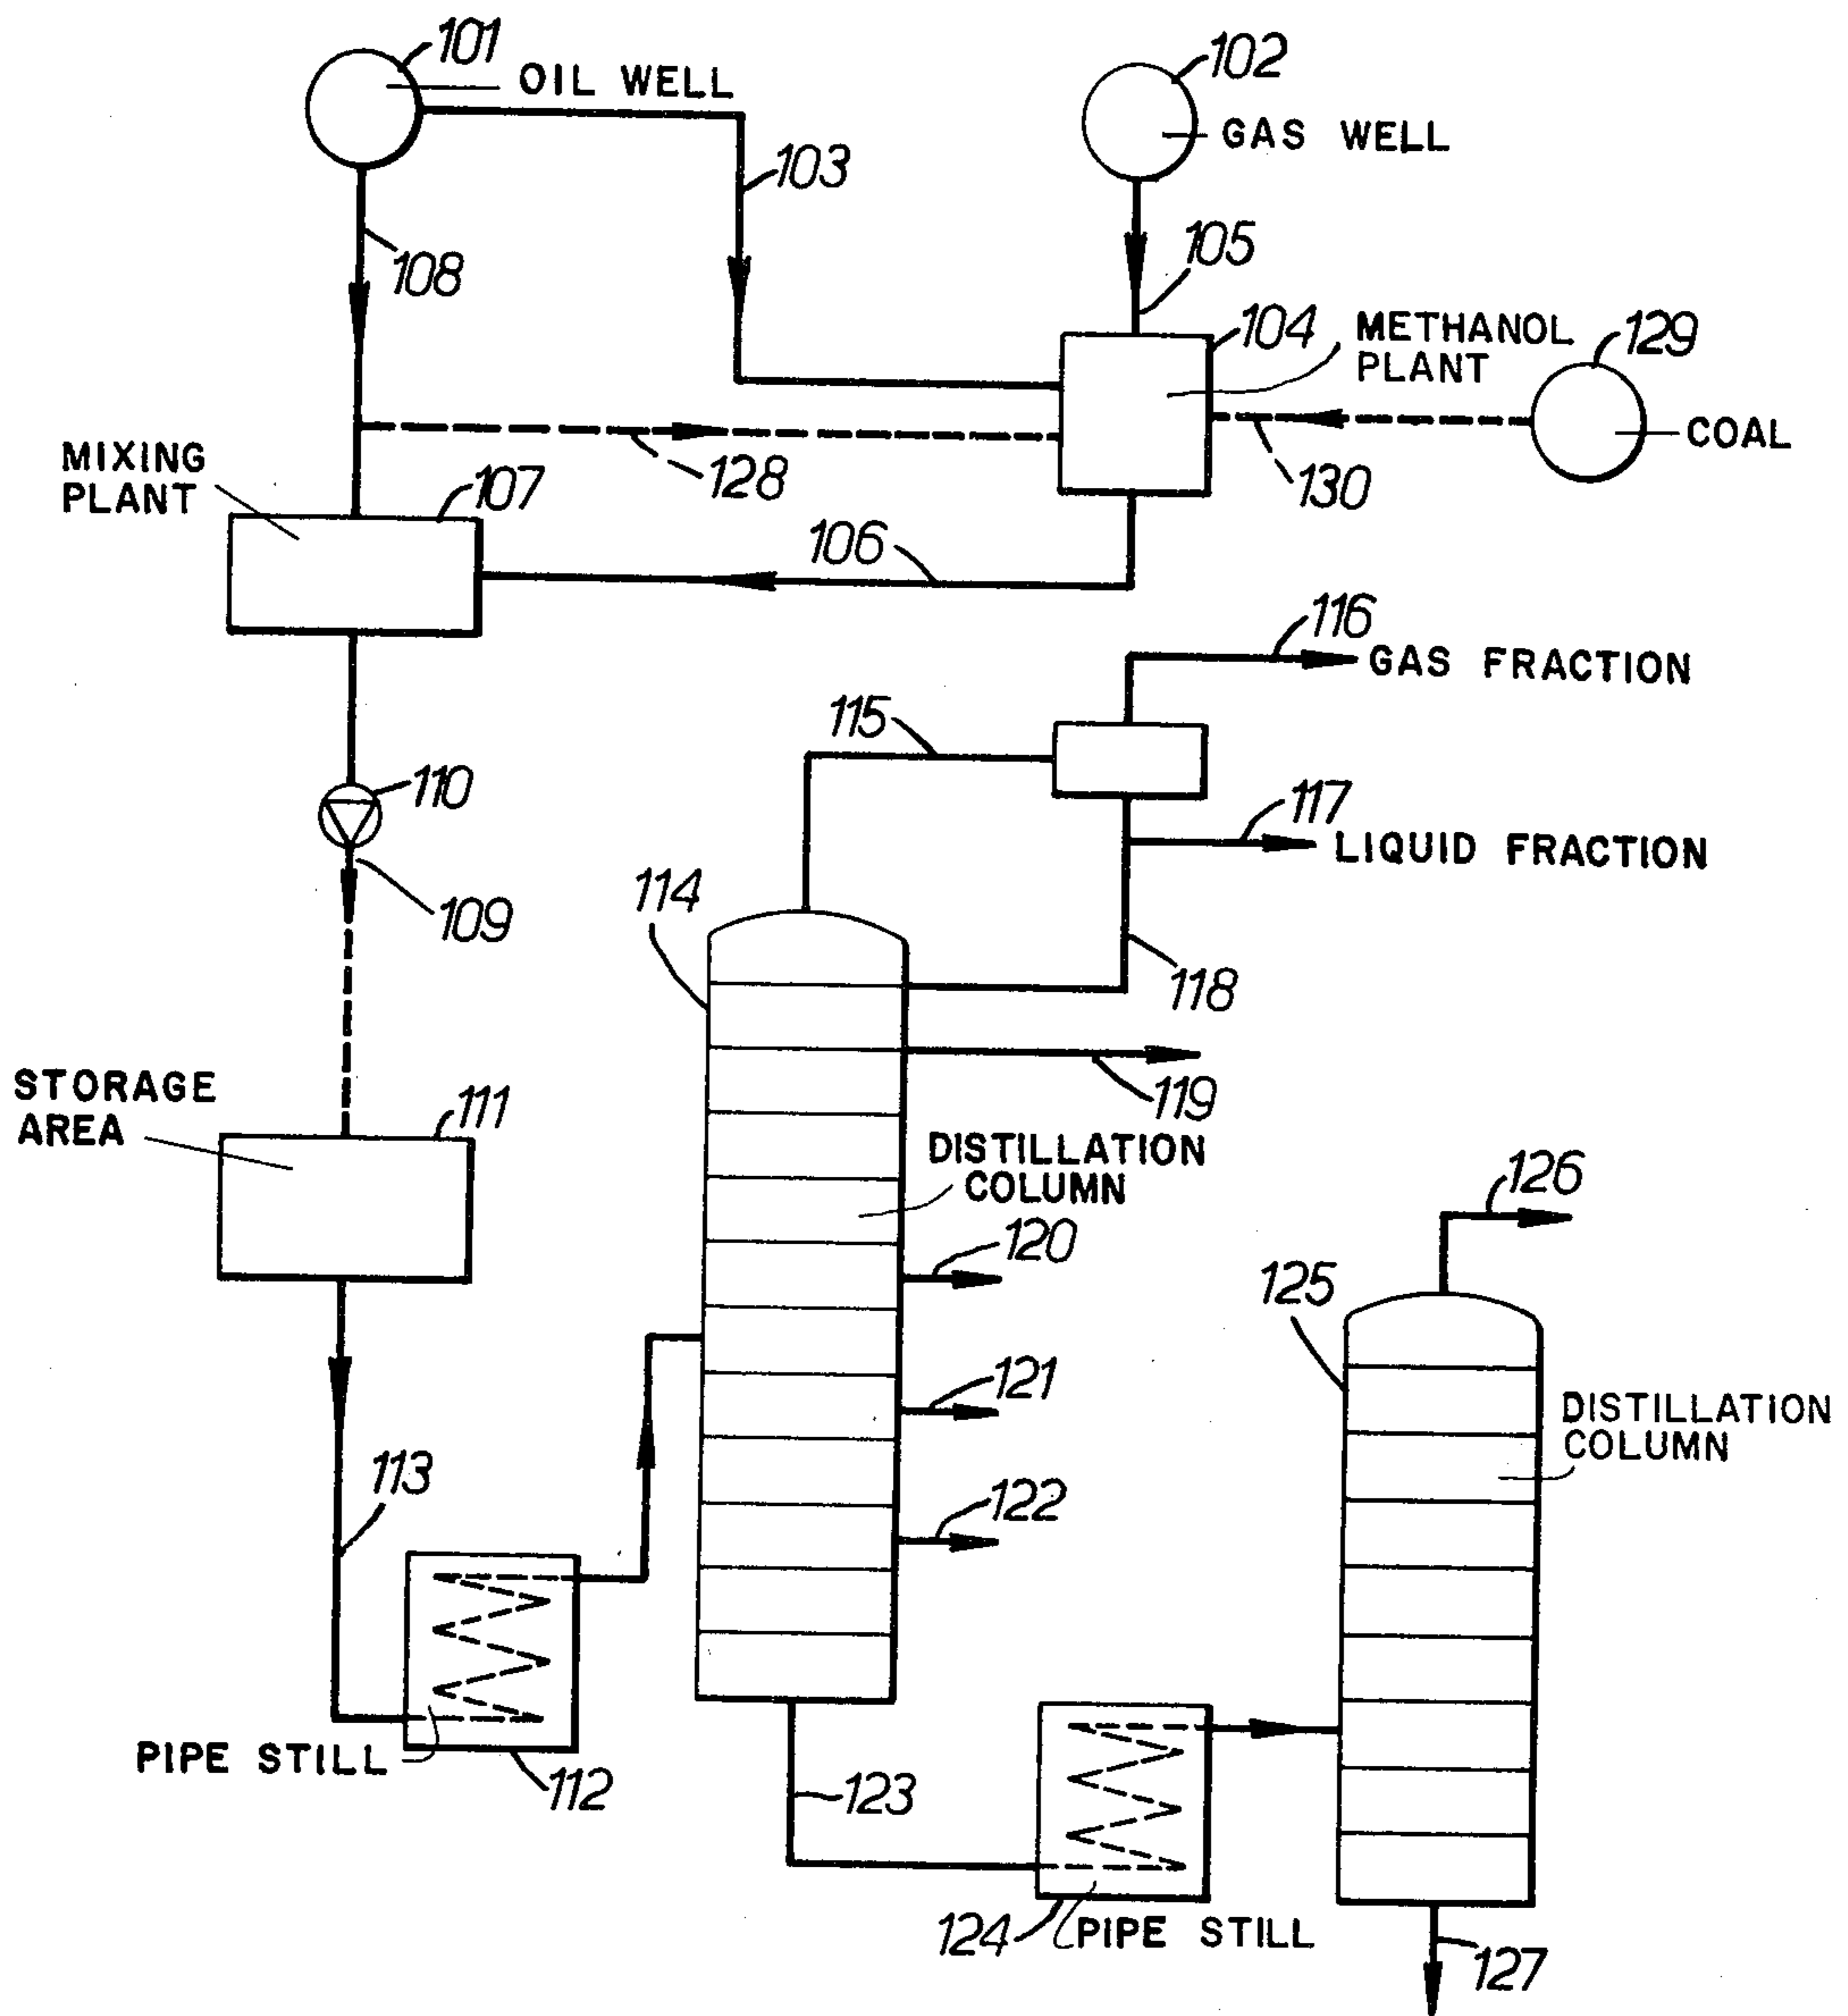 101
OIL WELL
102
GAS WELL
103
108
105
104
METHANOL
PLANT
129
COAL
MIXING
PLANT
107
128
130
106
116
GAS FRACTION
115
110
117
LIQUID FRACTION
109
114
118
119
STORAGE
AREA
111
DISTILLATION
COLUMN
120
126
125
121
DISTILLATION
COLUMN
113
122
PIPE STILL
112
123
124
PIPE STILL
127